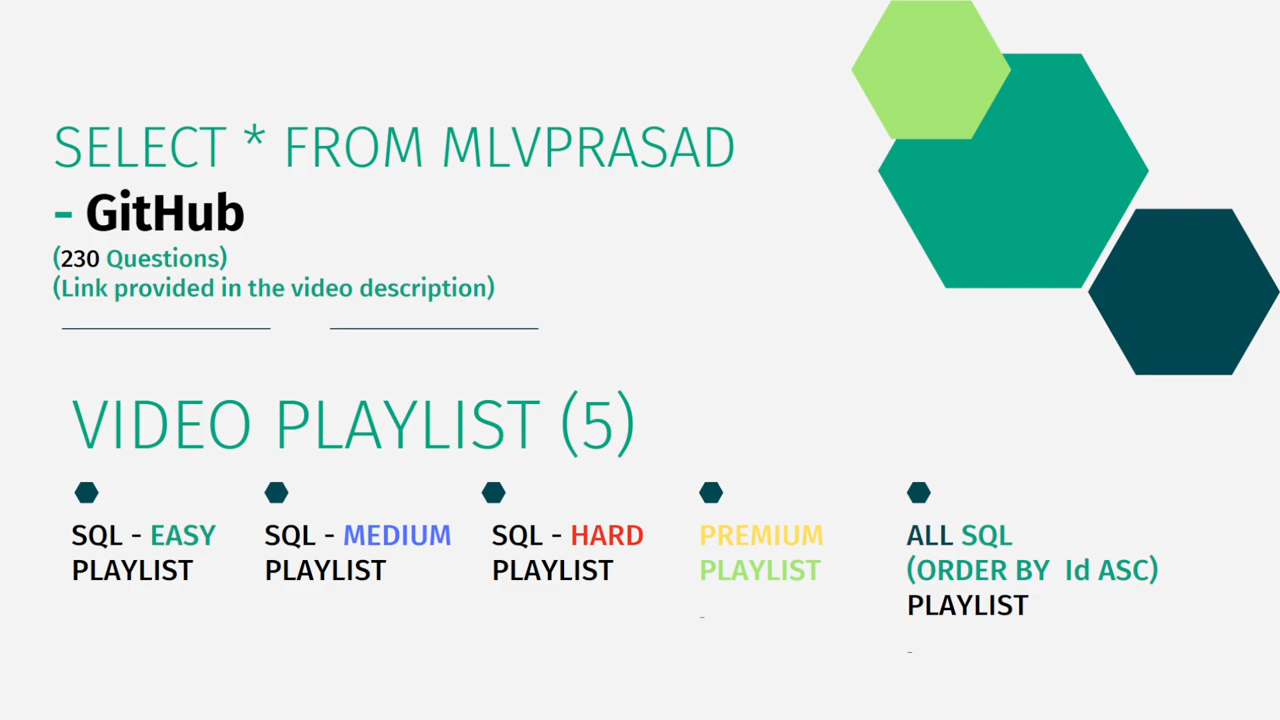 SELECT * FROM MLVPRASAD
- GitHub
(230 Questions)
(Link provided in the video description)
VIDEO PLAYLIST (5)
SQL - EASY
PLAYLIST
SQL - MEDIUM
PLAYLIST
SQL - HARD
PLAYLIST
PREMIUM
PLAYLIST
-
ALL SQL
(ORDER BY Id ASC)
PLAYLIST
-